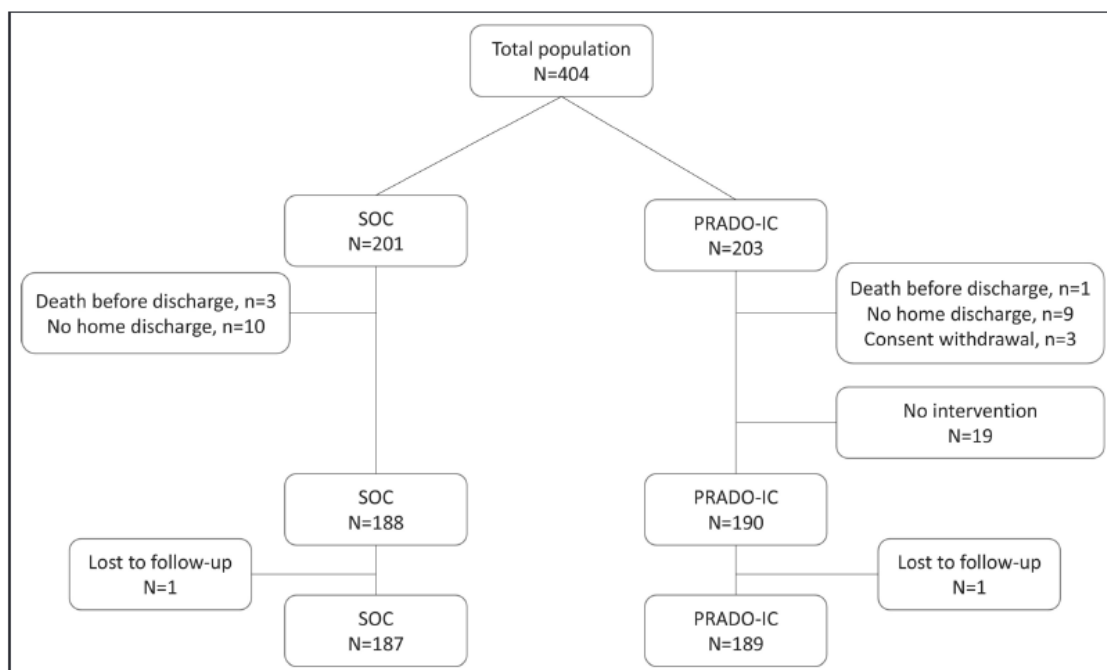 Total population
N=404
SOC
N=201
PRADO-IC
N=203
Death before discharge, n=3
No home discharge, n=10
Death before discharge, n=1
No home discharge, n=9
Consent withdrawal, n=3
No intervention
N=19
SOC
N=188
PRADO-IC
N=190
Lost to follow-up
N=1
Lost to follow-up
N=1
SOC
N=187
PRADO-IC
N=189